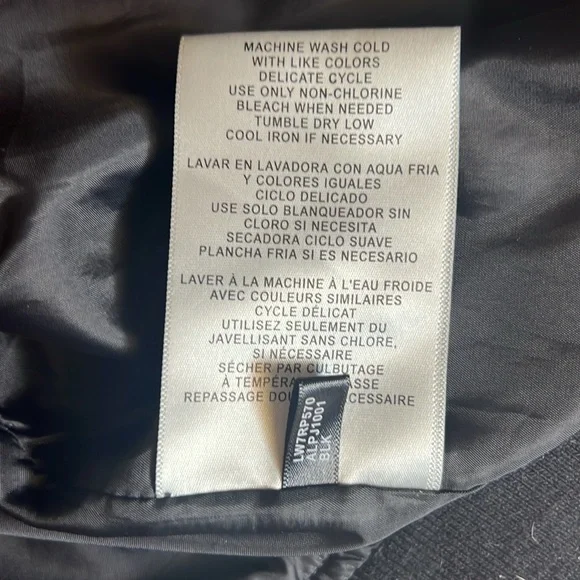 MACHINE WASH COLD
WITH LIKE COLORS
DELICATE CYCLE
USE ONLY NON-CHLORINE
BLEACH WHEN NEEDED
TUMBLE DRY LOW
COOL IRON IF NECESSARY
LAVAR EN LAVADORA CON AQUA FRIA
Y COLORES IGUALES
CICLO DELICADO
USE SOLO BLANQUEADOR SIN
CLORO SI NECESITA
SECADORA CICLO SUAVE
PLANCHA FRIA SI ES NECESARIO
LAVER À LA MACHINE À L'EAU FROIDE
AVEC COULEURS SIMILAIRES
CYCLE DÉLICAT
UTILISEZ SEULEMENT DU
JAVELLISANT SANS CHLORE,
SI NÉCESSAIRE
SÉCHER PAR CULBUTAGE
À
REPASSAGE
LW7RP570
ALPJ1001
BLK